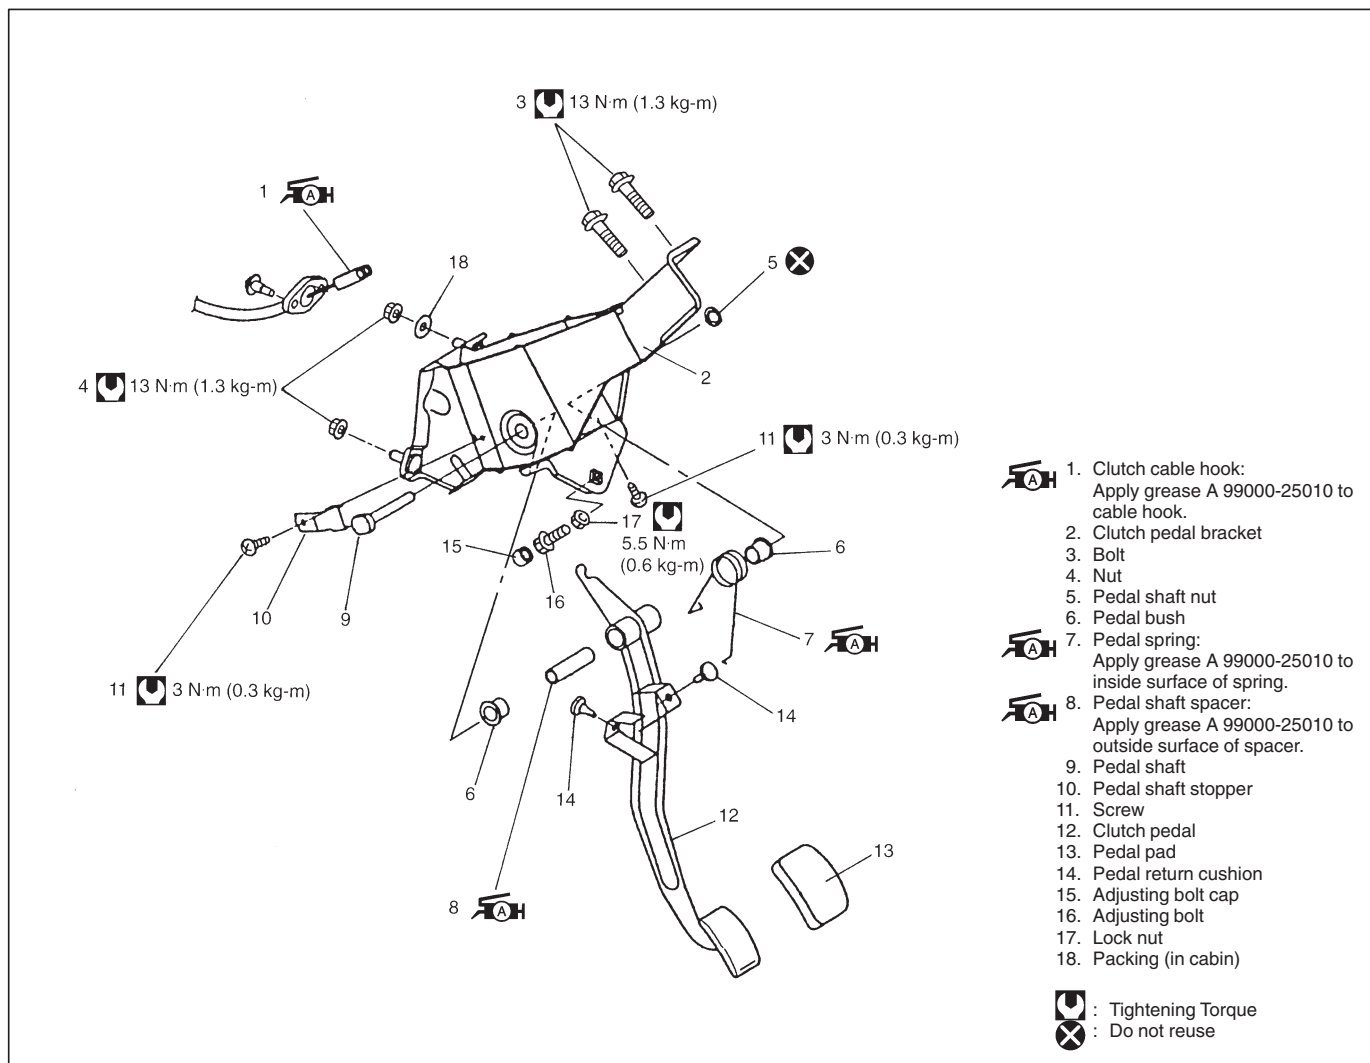 3 13 N·m (1.3 kg-m)
1 A
18
5
4 13 N·m (1.3 kg-m)
2
11 3 N·m (0.3 kg-m)
17
5.5 N·m
(0.6 kg-m)
15
16
6
10
9
7 A
11 3 N·m (0.3 kg-m)
14
6
14
12
13
8 A
A 1. Clutch cable hook:
Apply grease A 99000-25010 to
cable hook.
2. Clutch pedal bracket
3. Bolt
4. Nut
5. Pedal shaft nut
6. Pedal bush
A 7. Pedal spring:
Apply grease A 99000-25010 to
inside surface of spring.
A 8. Pedal shaft spacer:
Apply grease A 99000-25010 to
outside surface of spacer.
9. Pedal shaft
10. Pedal shaft stopper
11. Screw
12. Clutch pedal
13. Pedal pad
14. Pedal return cushion
15. Adjusting bolt cap
16. Adjusting bolt
17. Lock nut
18. Packing (in cabin)
: Tightening Torque
: Do not reuse